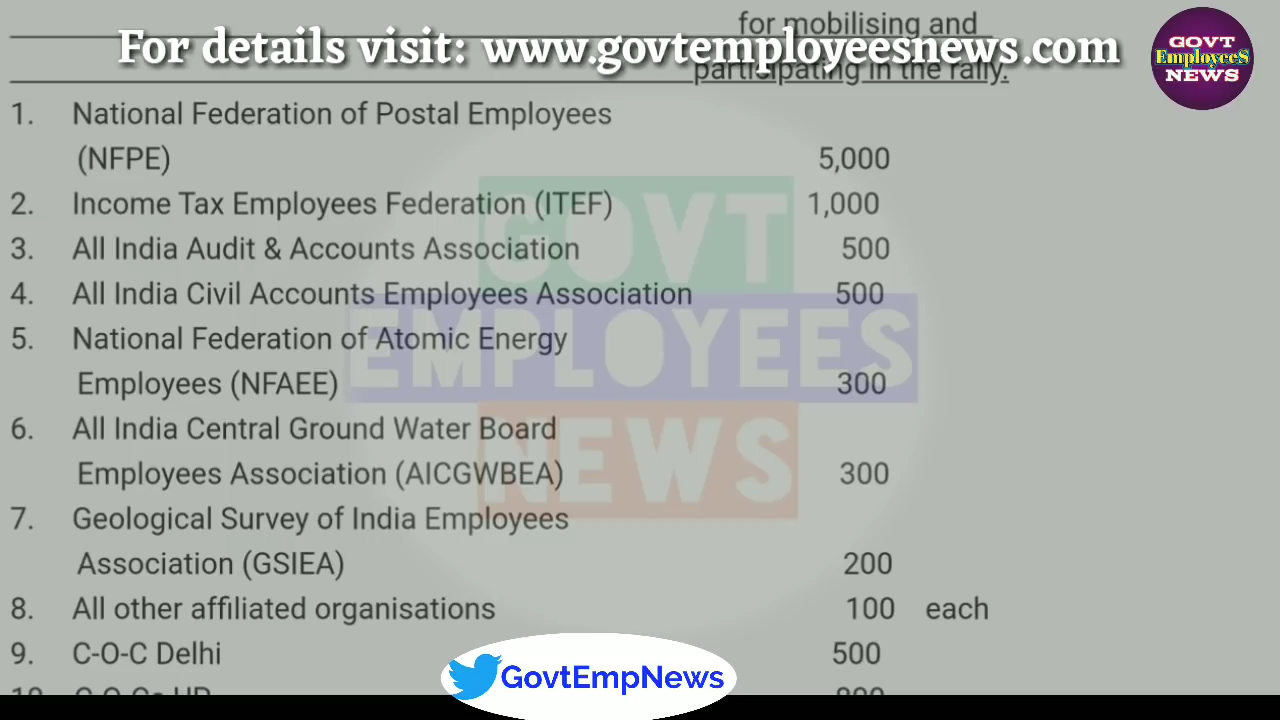 for mobilising and
For details visit: www.govtemployeesnews.com
participating in the rally.
GOVT
EmployeeS
NEWS
1. National Federation of Postal Employees
(NFPE) 5,000
2. Income Tax Employees Federation (ITEF) 1,000
3. All India Audit & Accounts Association 500
4. All India Civil Accounts Employees Association 500
5. National Federation of Atomic Energy
Employees (NFAEE) 300
6. All India Central Ground Water Board
Employees Association (AICGWBEA) 300
7. Geological Survey of India Employees
Association (GSIEA) 200
8. All other affiliated organisations 100 each
9. C-O-C Delhi 500
GOVT
EMPLOYEES
NEWS
GovtEmpNews